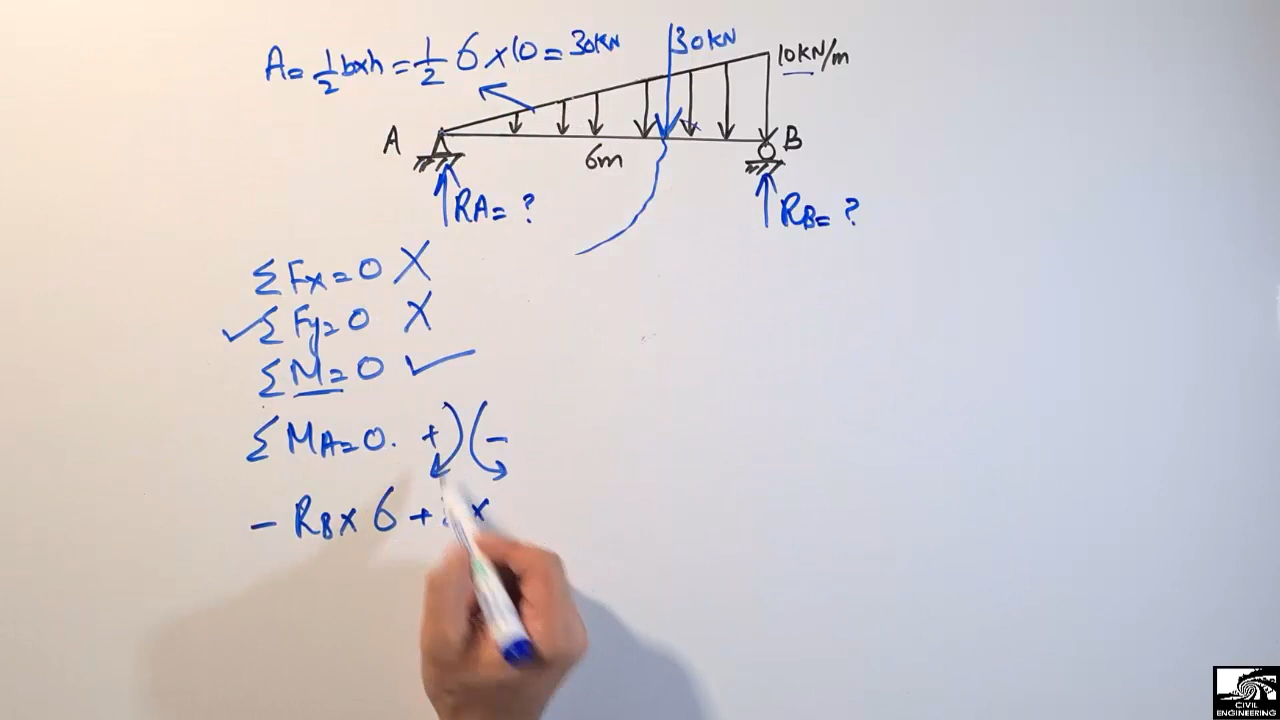 A= 1/2 b×h = 1/2 6×10 = 30KN
30KN
10KN/m
A
B
6m
RA= ?
RB= ?
ΣFx=0 X
✓ΣFy=0 X
ΣM=0 ✓
ΣMA=0. + -
- RB× 6 + ×
CIVIL
ENGINEERING